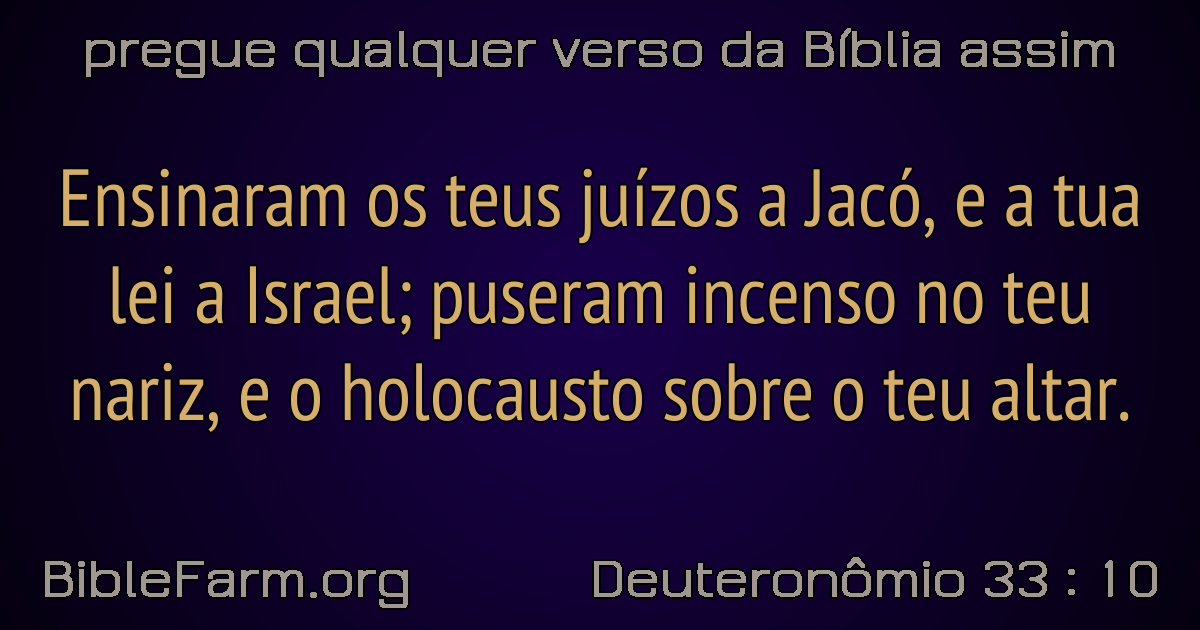 pregue qualquer verso da Bíblia assim
Ensinaram os teus juízos a Jacó, e a tua
lei a Israel; puseram incenso no teu
nariz, e o holocausto sobre o teu altar.
BibleFarm.org
Deuteronômio 33 : 10